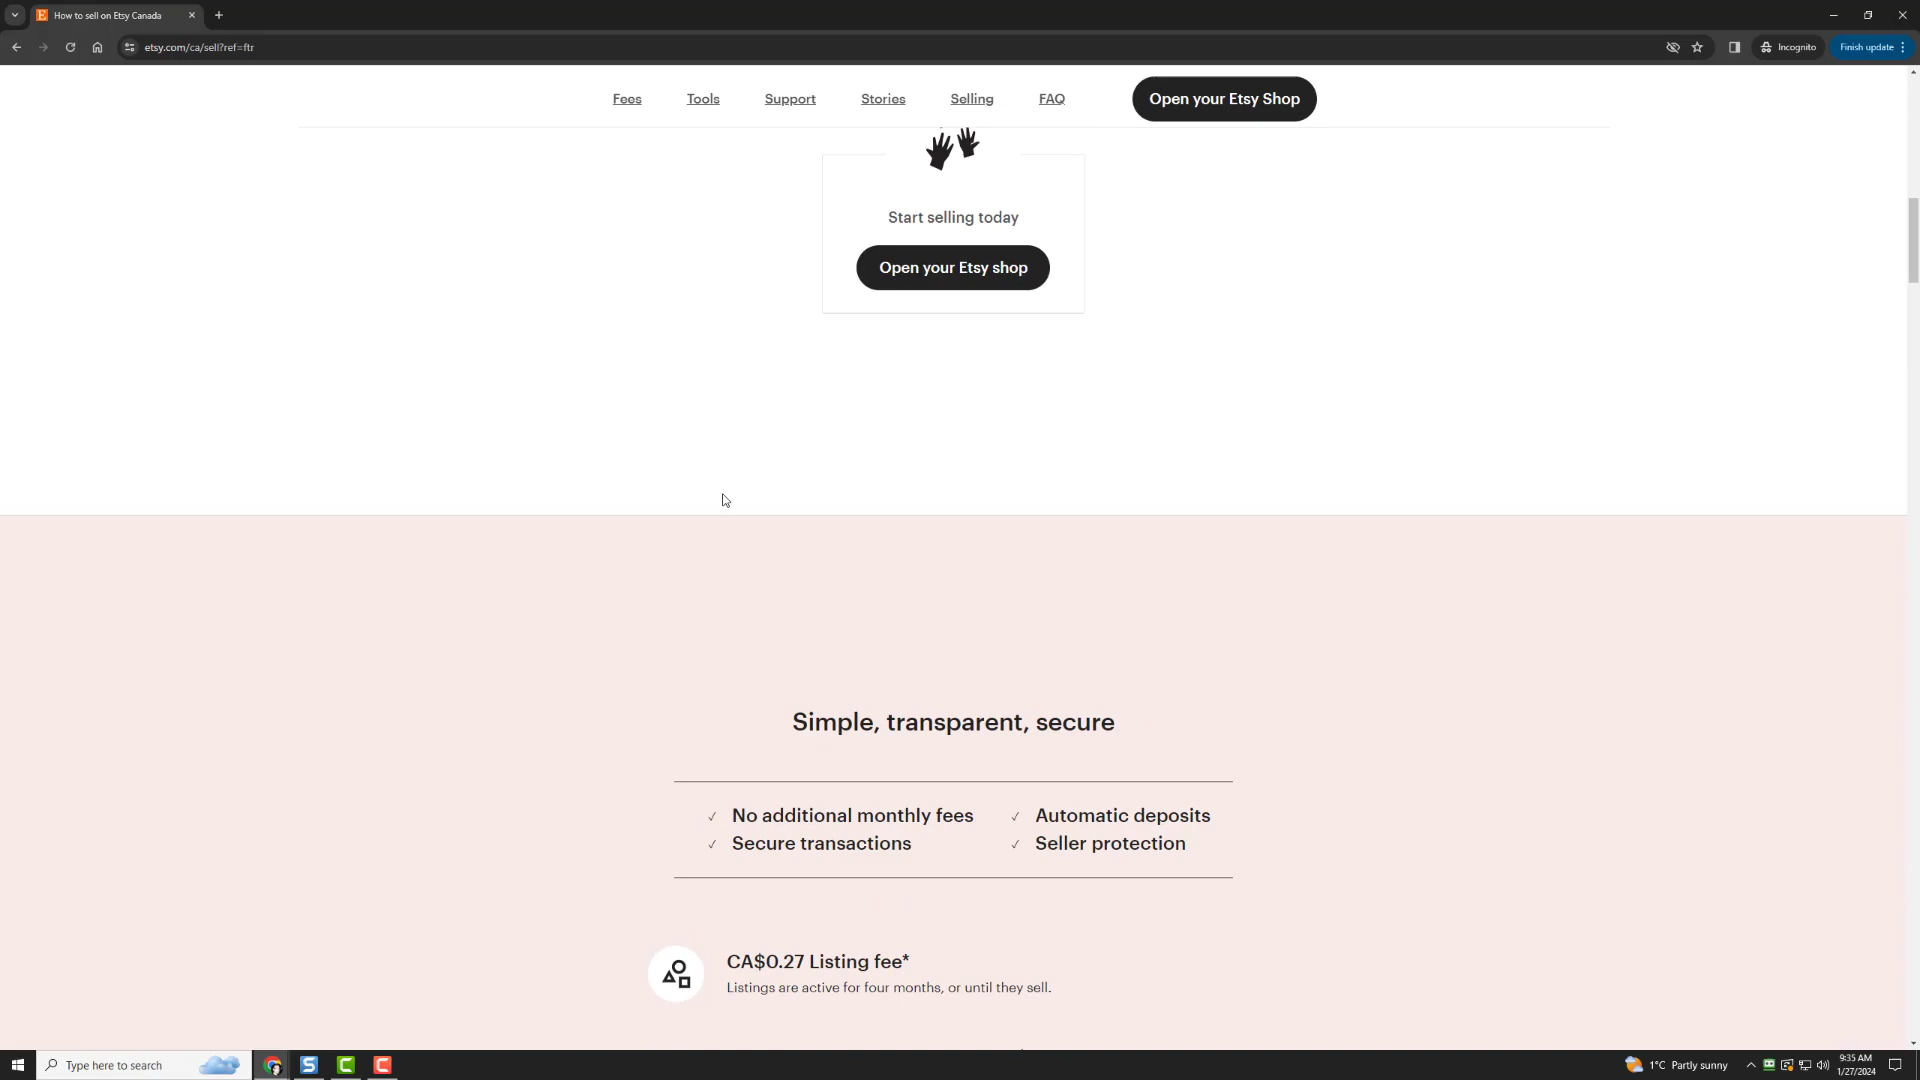 How to sell on Etsy Canada
etsy.com/ca/sell?ref=ftr
Incognito
Finish update
Fees
Tools
Support
Stories
Selling
FAQ
Open your Etsy Shop
Start selling today
Open your Etsy shop
Simple, transparent, secure
✓ No additional monthly fees
✓ Automatic deposits
✓ Secure transactions
✓ Seller protection
CA$0.27 Listing fee*
Listings are active for four months, or until they sell.
Type here to search
1°C Partly sunny
9:35 AM
1/27/2024